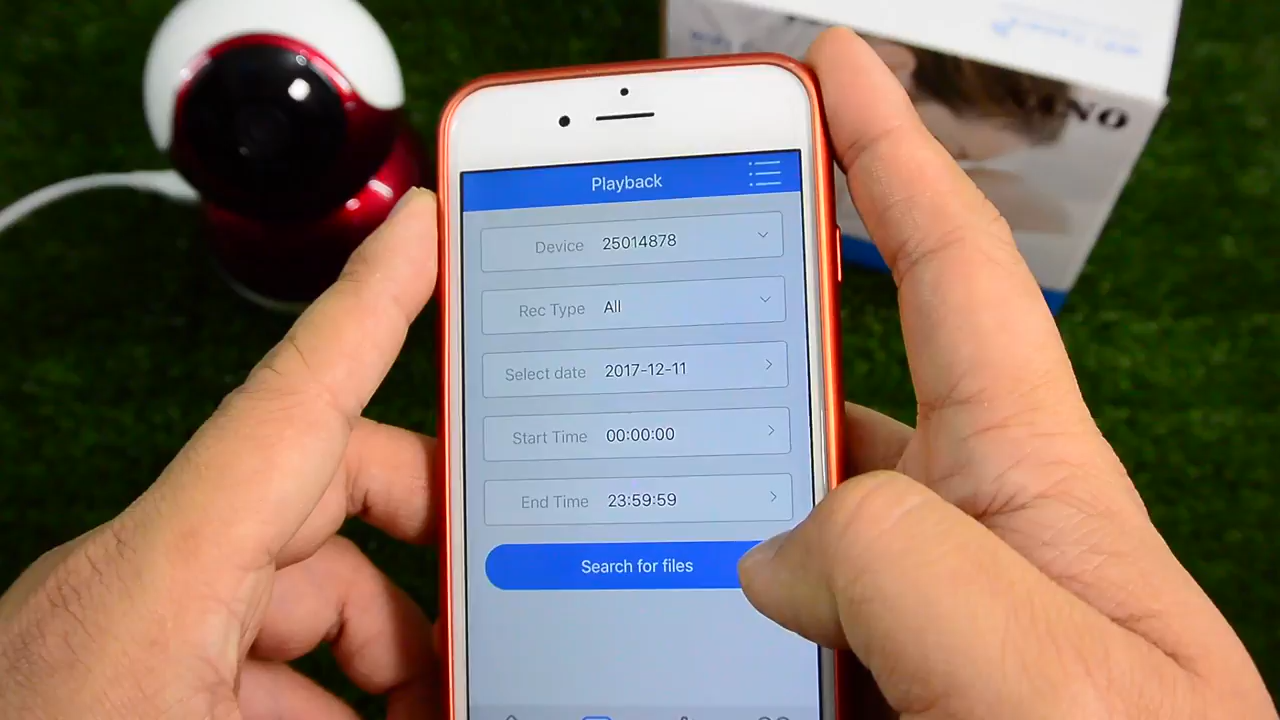 Playback
Device 25014878
Rec Type All
Select date 2017-12-11
Start Time 00:00:00
End Time 23:59:59
Search for files